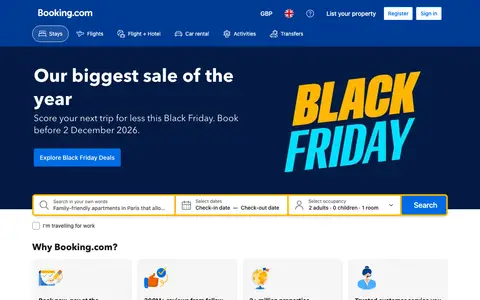 Booking.com
GBP
List your property
Register
Sign in
Stays
Flights
Flight + Hotel
Car rental
Activities
Transfers
Our biggest sale of the
year
Score your next trip for less this Black Friday. Book
before 2 December 2026.
Explore Black Friday Deals
BLACK
FRIDAY
Search in your own words
Family-friendly apartments in Paris that allo...
Select dates
Check-in date — Check-out date
Select occupancy
2 adults · 0 children · 1 room
Search
I'm travelling for work
Why Booking.com?